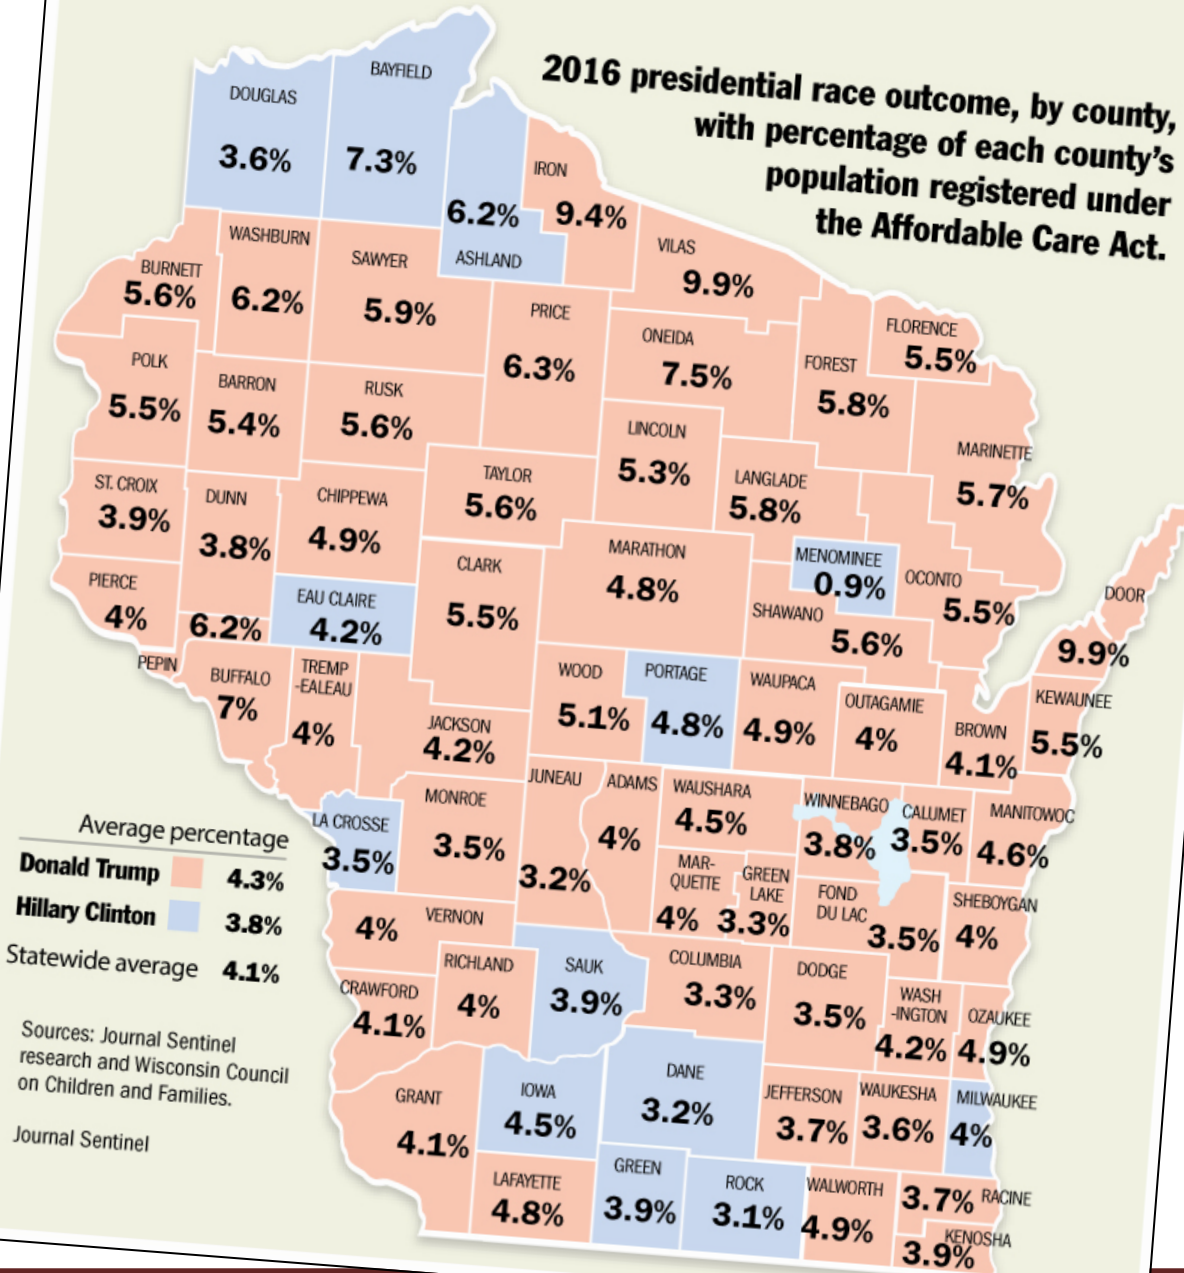 2016 presidential race outcome, by county,
with percentage of each county's
population registered under
the Affordable Care Act.
BAYFIELD
7.3%
DOUGLAS
3.6%
IRON
9.4%
6.2%
ASHLAND
VILAS
9.9%
WASHBURN
6.2%
SAWYER
5.9%
BURNETT
5.6%
PRICE
6.3%
ONEIDA
7.5%
FLORENCE
5.5%
FOREST
5.8%
POLK
5.5%
BARRON
5.4%
RUSK
5.6%
LINCOLN
5.3%
MARINETTE
5.7%
LANGLADE
5.8%
TAYLOR
5.6%
ST. CROIX
3.9%
DUNN
3.8%
CHIPPEWA
4.9%
MARATHON
4.8%
MENOMINEE
0.9%
CLARK
5.5%
OCONTO
5.5%
PIERCE
4%
EAU CLAIRE
4.2%
SHAWANO
5.6%
DOOR
9.9%
6.2%
PEPIN
BUFFALO
7%
TREMP
-EALEAU
4%
WOOD
5.1%
PORTAGE
4.8%
WAUPACA
4.9%
OUTAGAMIE
4%
BROWN
4.1%
KEWAUNEE
5.5%
JACKSON
4.2%
JUNEAU
3.2%
ADAMS
4%
WAUSHARA
4.5%
WINNEBAGO
3.8%
CALUMET
3.5%
MANITOWOC
4.6%
LA CROSSE
3.5%
MONROE
3.5%
MAR-
QUETTE
4%
GREEN
LAKE
3.3%
FOND
DU LAC
3.5%
SHEBOYGAN
4%
VERNON
4%
RICHLAND
4%
SAUK
3.9%
COLUMBIA
3.3%
DODGE
3.5%
WASH
-INGTON
4.2%
OZAUKEE
4.9%
CRAWFORD
4.1%
GRANT
4.1%
IOWA
4.5%
DANE
3.2%
JEFFERSON
3.7%
WAUKESHA
3.6%
MILWAUKEE
4%
LAFAYETTE
4.8%
GREEN
3.9%
ROCK
3.1%
WALWORTH
4.9%
3.7% RACINE
KENOSHA
3.9%
Average percentage
Donald Trump 4.3%
Hillary Clinton 3.8%
Statewide average 4.1%
Sources: Journal Sentinel
research and Wisconsin Council
on Children and Families.
Journal Sentinel